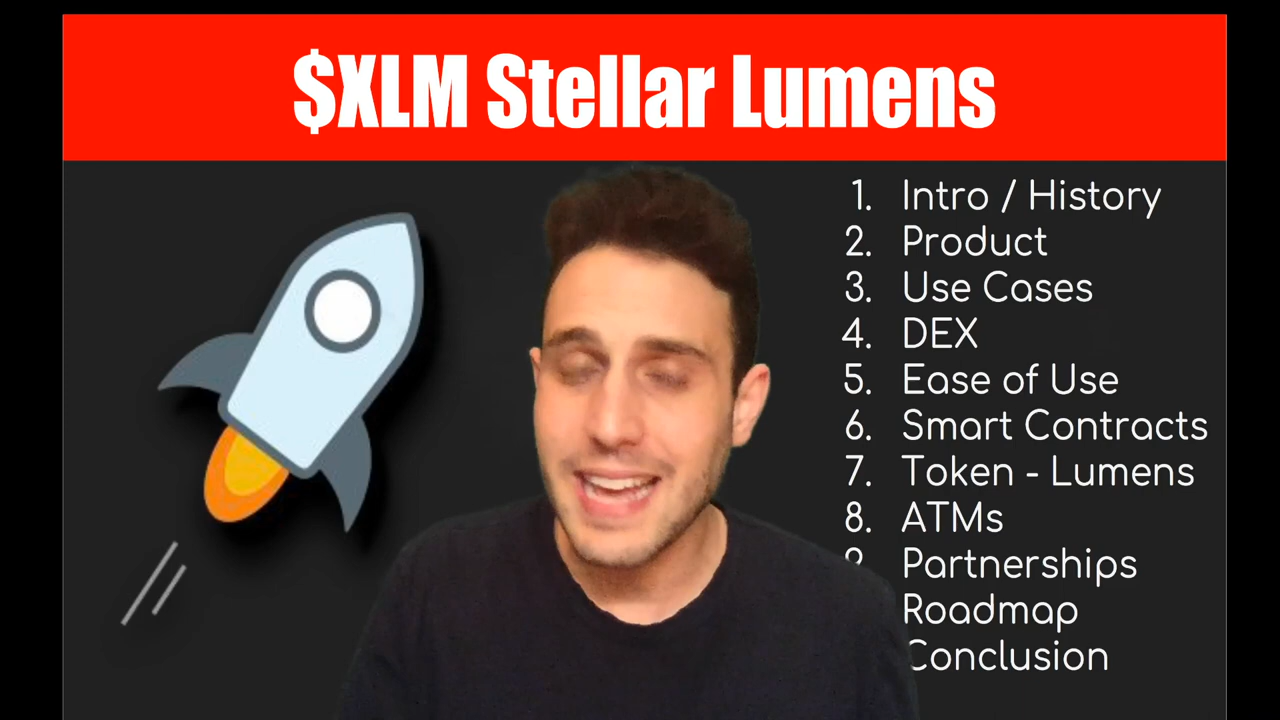 $XLM Stellar Lumens
1. Intro / History
2. Product
3. Use Cases
4. DEX
5. Ease of Use
6. Smart Contracts
7. Token - Lumens
8. ATMs
Partnerships
Roadmap
Conclusion